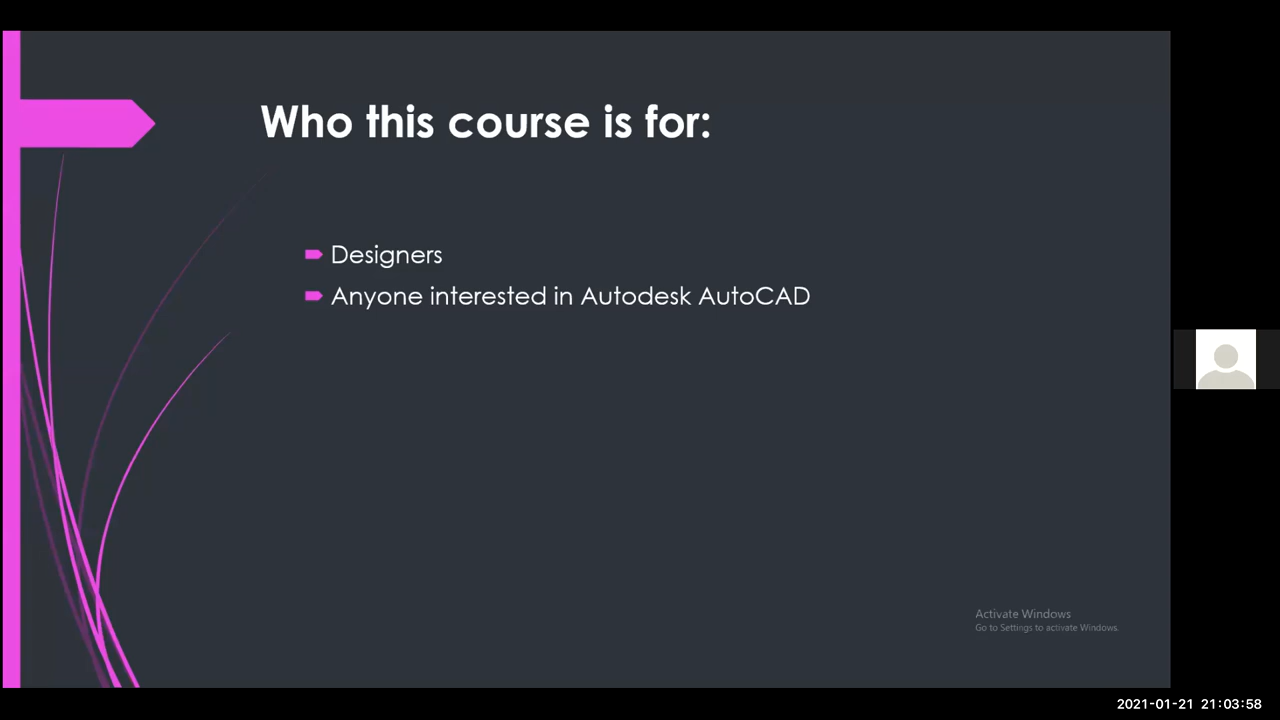 Who this course is for:
Designers
Anyone interested in Autodesk AutoCAD
Activate Windows
Go to Settings to activate Windows.
2021-01-21 21:03:58